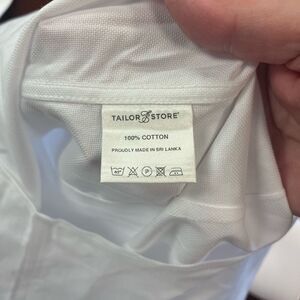 TAILOR STORE®
100% COTTON
PROUDLY MADE IN SRI LANKA